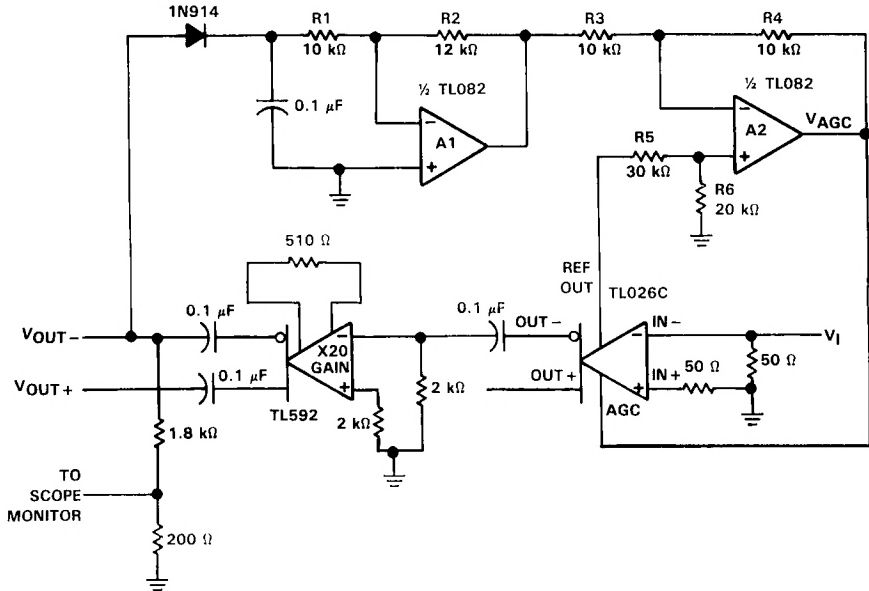 1N914
R1
10 kΩ
R2
12 kΩ
R3
10 kΩ
R4
10 kΩ
½ TL082
½ TL082
0.1 μF
−
A1
+
−
A2
+
VAGC
R5
30 kΩ
R6
20 kΩ
510 Ω
REF
OUT
TL026C
0.1 μF
0.1 μF
VOUT−
OUT−
IN−
VI
X20
GAIN
−
+
−
+
50 Ω
50 Ω
VOUT+
0.1 μF
OUT+
IN+
TL592
2 kΩ
2 kΩ
AGC
1.8 kΩ
TO
SCOPE
MONITOR
200 Ω